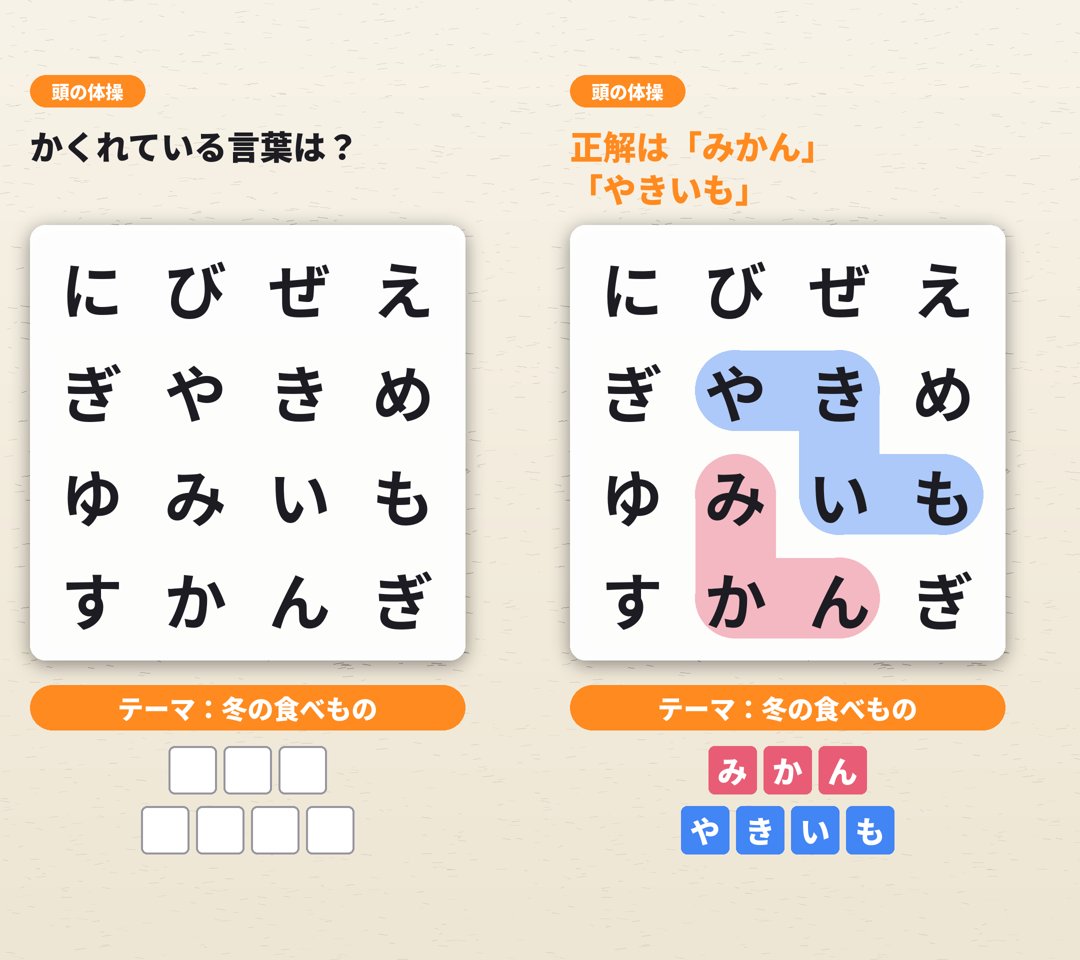 頭の体操
かくれている言葉は？
に び ぜ え
ぎ や き め
ゆ み い も
す か ん ぎ
テーマ：冬の食べもの
頭の体操
正解は「みかん」
「やきいも」
に び ぜ え
ぎ や き め
ゆ み い も
す か ん ぎ
テーマ：冬の食べもの
み か ん
や き い も